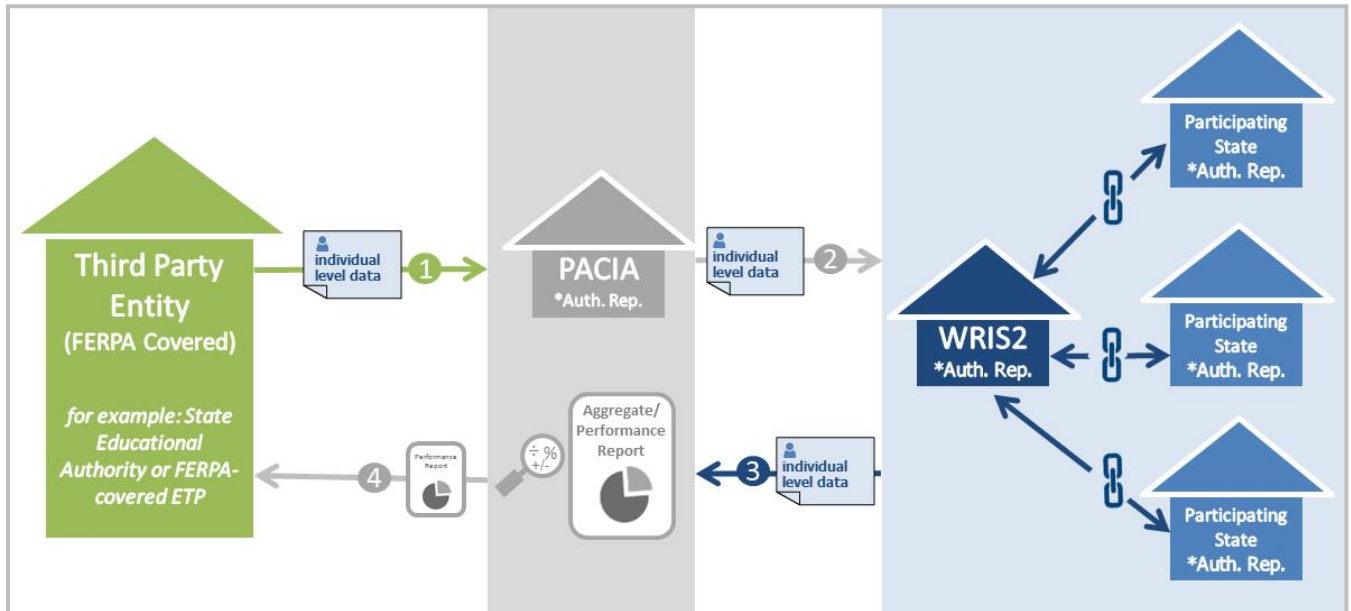 Third Party
Entity
(FERPA Covered)
for example: State
Educational
Authority or FERPA-
covered ETP
individual
level data
1
PACIA
*Auth. Rep.
individual
level data
2
WRIS2
*Auth. Rep.
Participating
State
*Auth. Rep.
Participating
State
*Auth. Rep.
Participating
State
*Auth. Rep.
3
individual
level data
Aggregate/
Performance
Report
÷ %
+/-
Performance
Report
4